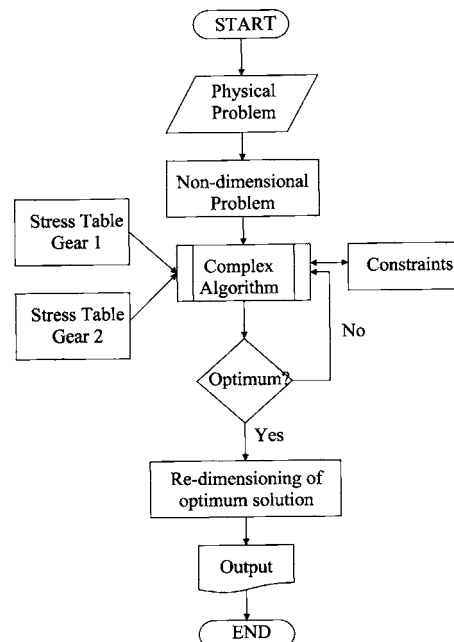 START
Physical
Problem
Non-dimensional
Problem
Stress Table
Gear 1
Complex
Algorithm
Constraints
Stress Table
Gear 2
No
Optimum?
Yes
Re-dimensioning of
optimum solution
Output
END